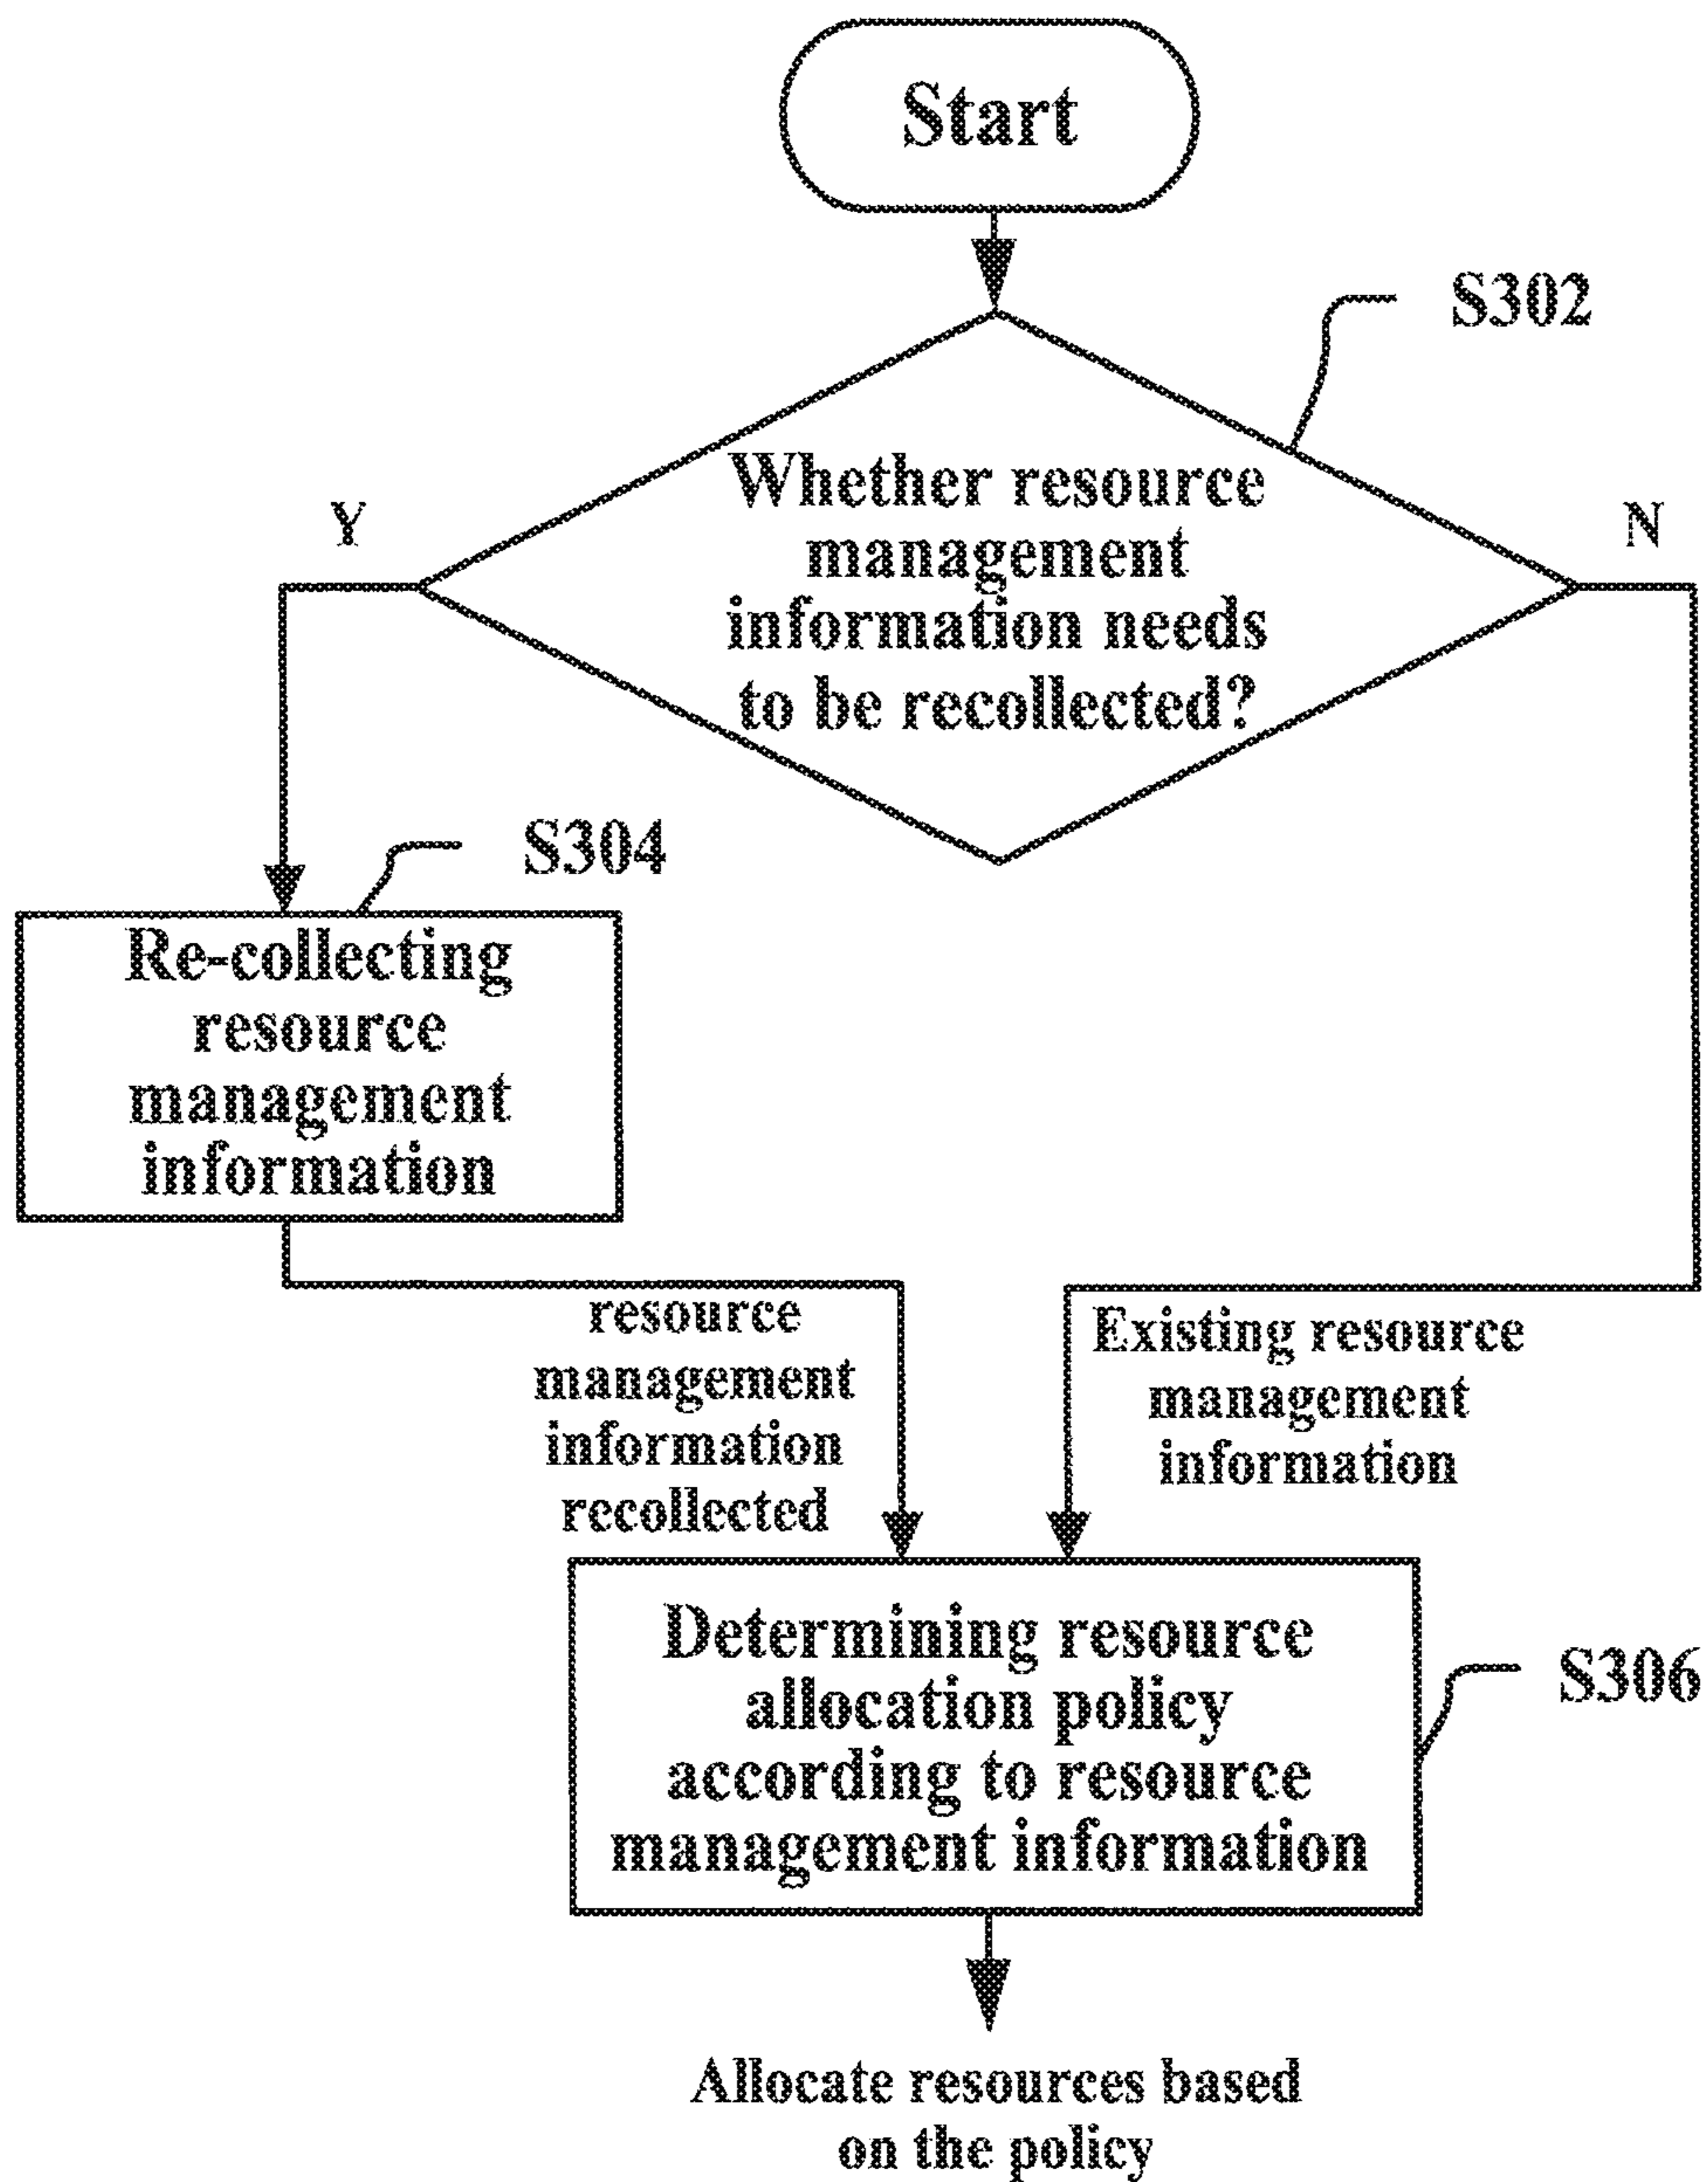 Start
S302
Whether resource
management
information needs
to be recollected?
Y
N
S304
Re-collecting
resource
management
information
resource
management
information
recollected
Existing resource
management
information
Determining resource
allocation policy
according to resource
management information
S306
Allocate resources based
on the policy